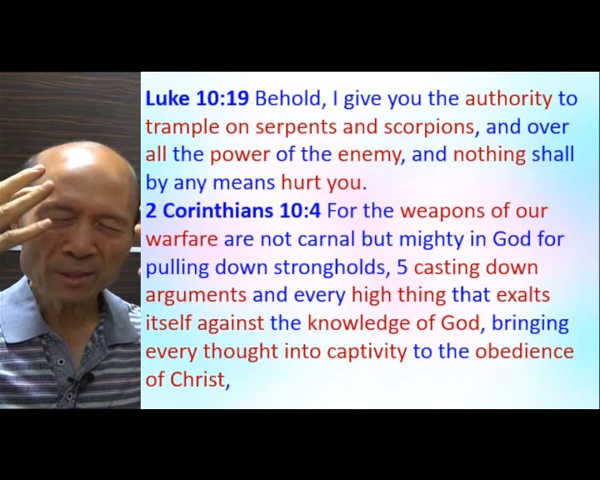 Luke 10:19 Behold, I give you the authority to
trample on serpents and scorpions, and over
all the power of the enemy, and nothing shall
by any means hurt you.
2 Corinthians 10:4 For the weapons of our
warfare are not carnal but mighty in God for
pulling down strongholds, 5 casting down
arguments and every high thing that exalts
itself against the knowledge of God, bringing
every thought into captivity to the obedience
of Christ,